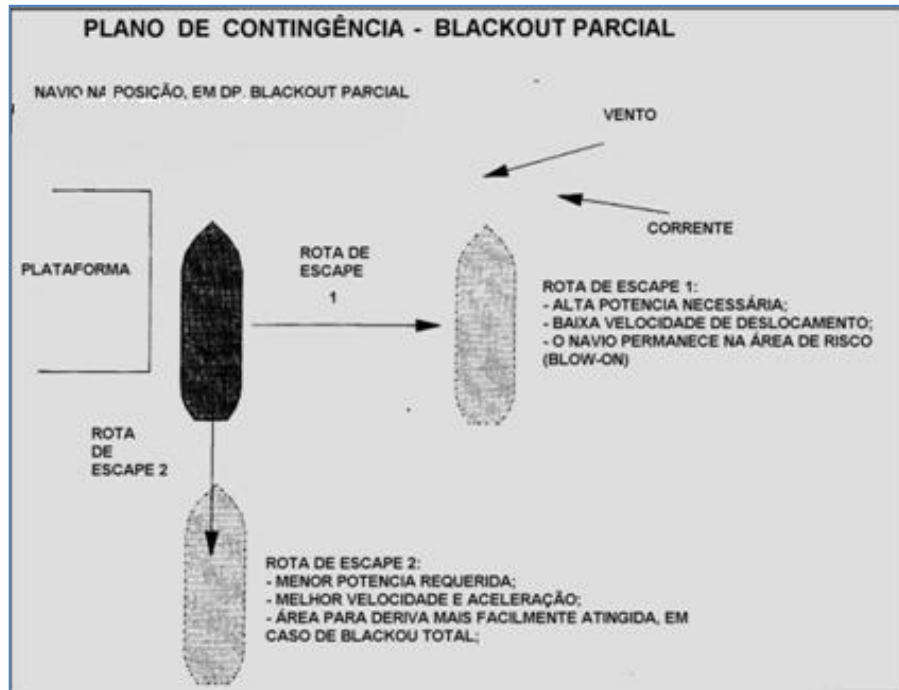 PLANO DE CONTINGÊNCIA - BLACKOUT PARCIAL
NAVIO NA POSIÇÃO, EM DP. BLACKOUT PARCIAL
VENTO
CORRENTE
PLATAFORMA
ROTA DE
ESCAPE
1
ROTA DE ESCAPE 1:
- ALTA POTENCIA NECESSÁRIA;
- BAIXA VELOCIDADE DE DESLOCAMENTO;
- O NAVIO PERMANECE NA ÁREA DE RISCO
(BLOW-ON)
ROTA
DE
ESCAPE 2
ROTA DE ESCAPE 2:
- MENOR POTENCIA REQUERIDA;
- MELHOR VELOCIDADE E ACELERAÇÃO;
- ÁREA PARA DERIVA MAIS FACILMENTE ATINGIDA, EM
CASO DE BLACKOU TOTAL;